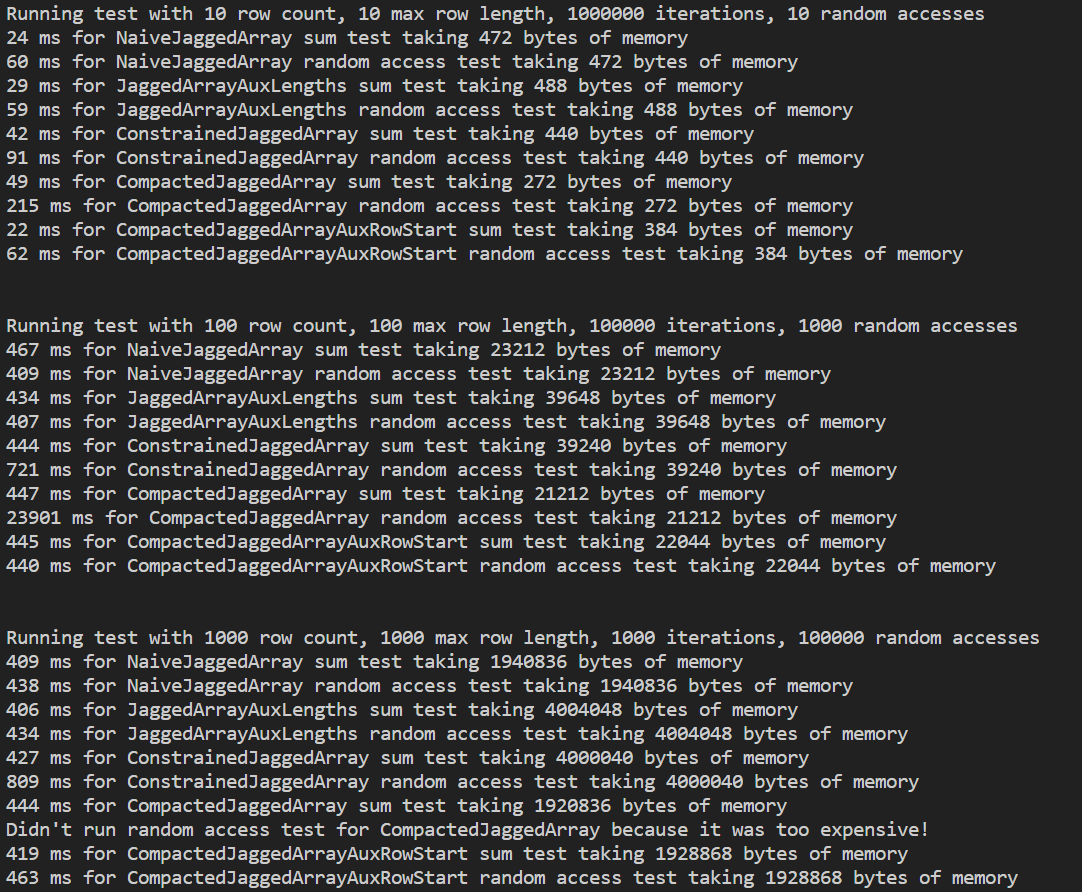 Running test with 10 row count, 10 max row length, 1000000 iterations, 10 random accesses
24 ms for NaiveJaggedArray sum test taking 472 bytes of memory
60 ms for NaiveJaggedArray random access test taking 472 bytes of memory
29 ms for JaggedArrayAuxLengths sum test taking 488 bytes of memory
59 ms for JaggedArrayAuxLengths random access test taking 488 bytes of memory
42 ms for ConstrainedJaggedArray sum test taking 440 bytes of memory
91 ms for ConstrainedJaggedArray random access test taking 440 bytes of memory
49 ms for CompactedJaggedArray sum test taking 272 bytes of memory
215 ms for CompactedJaggedArray random access test taking 272 bytes of memory
22 ms for CompactedJaggedArrayAuxRowStart sum test taking 384 bytes of memory
62 ms for CompactedJaggedArrayAuxRowStart random access test taking 384 bytes of memory
Running test with 100 row count, 100 max row length, 100000 iterations, 1000 random accesses
467 ms for NaiveJaggedArray sum test taking 23212 bytes of memory
409 ms for NaiveJaggedArray random access test taking 23212 bytes of memory
434 ms for JaggedArrayAuxLengths sum test taking 39648 bytes of memory
407 ms for JaggedArrayAuxLengths random access test taking 39648 bytes of memory
444 ms for ConstrainedJaggedArray sum test taking 39240 bytes of memory
721 ms for ConstrainedJaggedArray random access test taking 39240 bytes of memory
447 ms for CompactedJaggedArray sum test taking 21212 bytes of memory
23901 ms for CompactedJaggedArray random access test taking 21212 bytes of memory
445 ms for CompactedJaggedArrayAuxRowStart sum test taking 22044 bytes of memory
440 ms for CompactedJaggedArrayAuxRowStart random access test taking 22044 bytes of memory
Running test with 1000 row count, 1000 max row length, 1000 iterations, 100000 random accesses
409 ms for NaiveJaggedArray sum test taking 1940836 bytes of memory
438 ms for NaiveJaggedArray random access test taking 1940836 bytes of memory
406 ms for JaggedArrayAuxLengths sum test taking 4004048 bytes of memory
434 ms for JaggedArrayAuxLengths random access test taking 4004048 bytes of memory
427 ms for ConstrainedJaggedArray sum test taking 4000040 bytes of memory
809 ms for ConstrainedJaggedArray random access test taking 4000040 bytes of memory
444 ms for CompactedJaggedArray sum test taking 1920836 bytes of memory
Didn't run random access test for CompactedJaggedArray because it was too expensive!
419 ms for CompactedJaggedArrayAuxRowStart sum test taking 1928868 bytes of memory
463 ms for CompactedJaggedArrayAuxRowStart random access test taking 1928868 bytes of memory